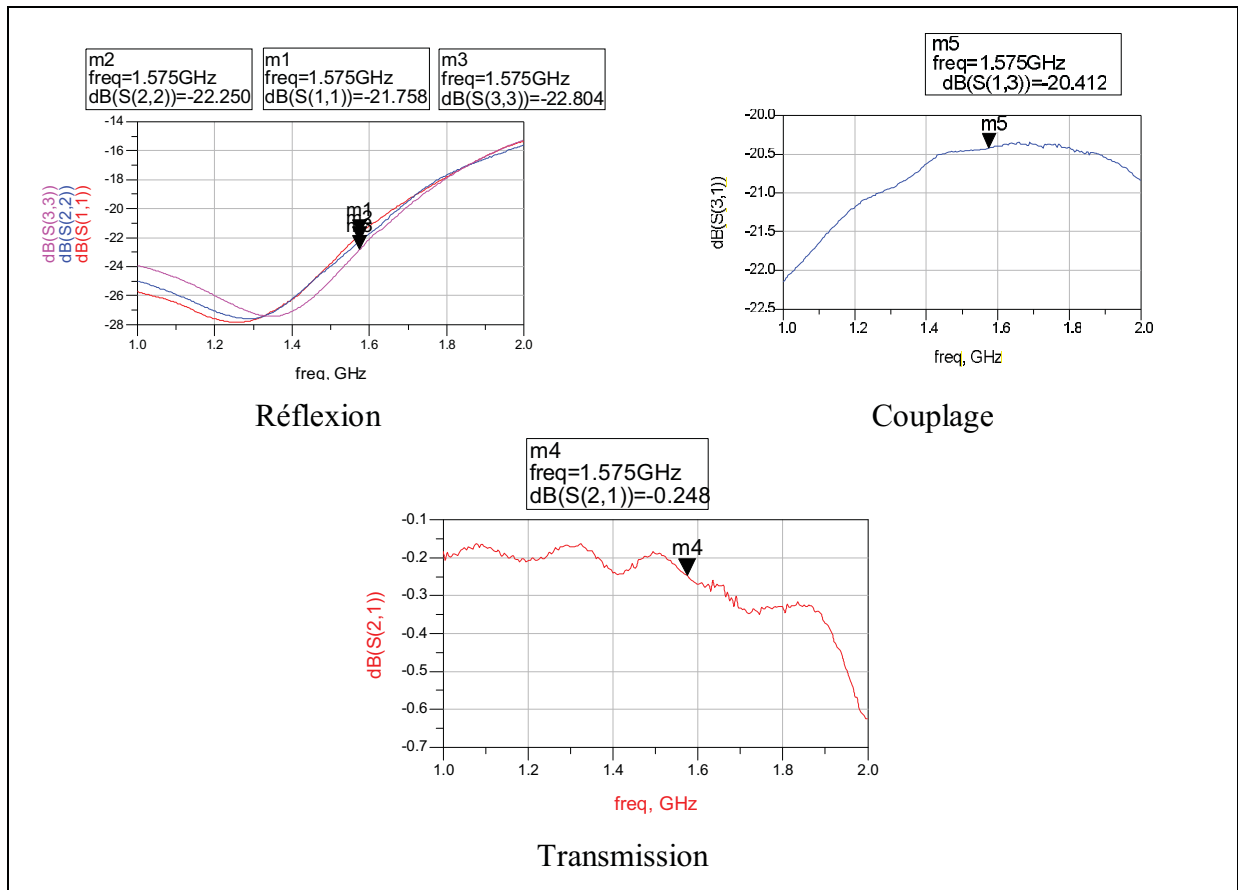 m2
freq=1.575GHz
dB(S(2,2))=-22.250
m1
freq=1.575GHz
dB(S(1,1))=-21.758
m3
freq=1.575GHz
dB(S(3,3))=-22.804
-14
-16
-18
-20
-22
-24
-26
-28
dB(S(3,3))
dB(S(2,2))
dB(S(1,1))
m1
m2
1.0
1.2
1.4
1.6
1.8
2.0
freq, GHz
Réflexion
m5
freq=1.575GHz
dB(S(1,3))=-20.412
-20.0
-20.5
-21.0
-21.5
-22.0
-22.5
dB(S(3,1))
m5
1.0
1.2
1.4
1.6
1.8
2.0
freq, GHz
Couplage
m4
freq=1.575GHz
dB(S(2,1))=-0.248
-0.1
-0.2
-0.3
-0.4
-0.5
-0.6
-0.7
dB(S(2,1))
m4
1.0
1.2
1.4
1.6
1.8
2.0
freq, GHz
Transmission